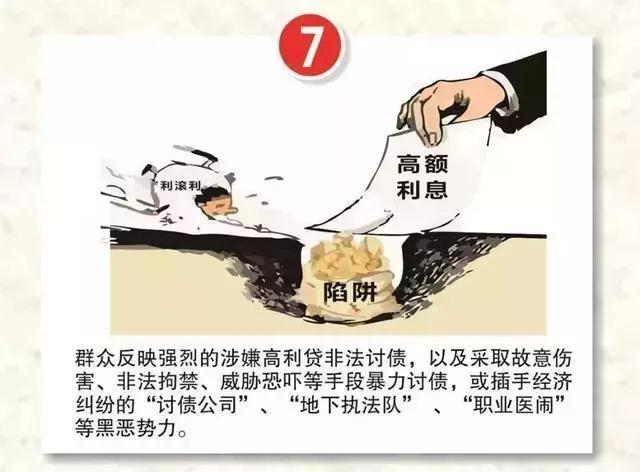 7
高额
利息
利滚利
陷阱
群众反映强烈的涉嫌高利贷非法讨债，以及采取故意伤
害、非法拘禁、威胁恐吓等手段暴力讨债，或插手经济
纠纷的“讨债公司”、“地下执法队” 、“职业医闹”
等黑恶势力。